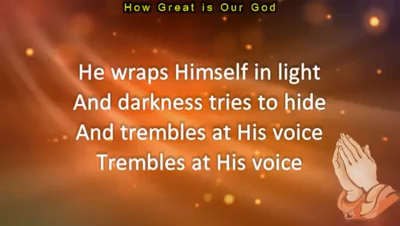 How Great is Our God
He wraps Himself in light
And darkness tries to hide
And trembles at His voice
Trembles at His voice